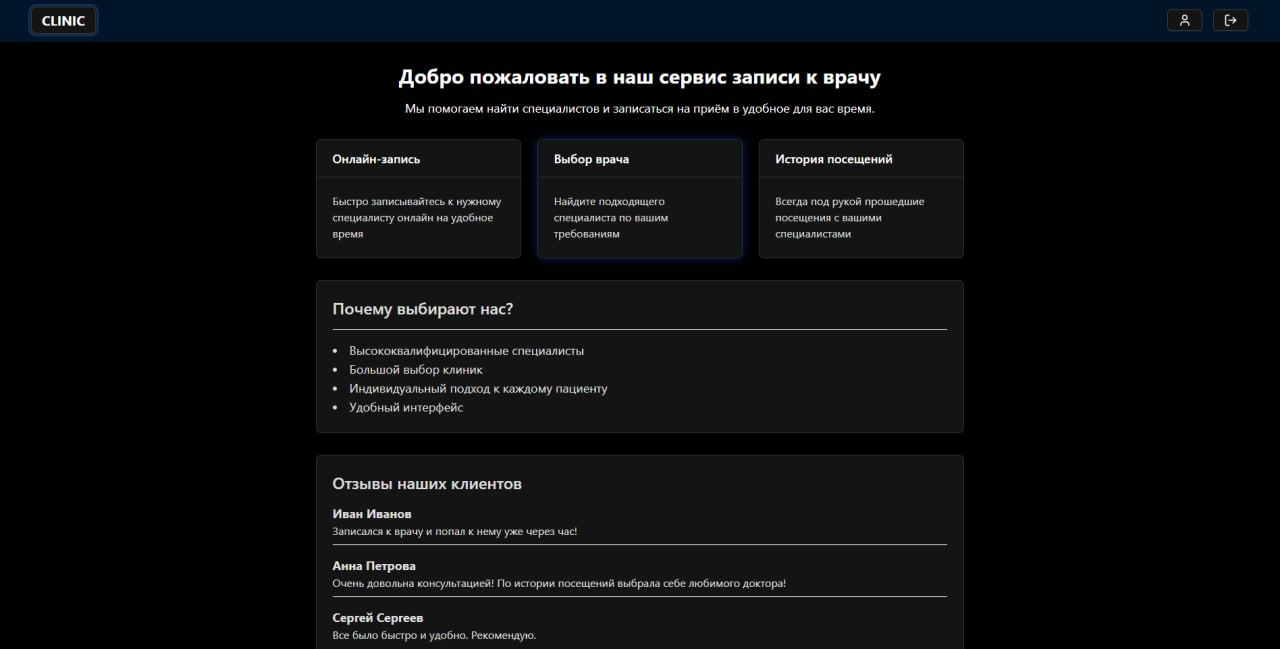 CLINIC
Добро пожаловать в наш сервис записи к врачу
Мы помогаем найти специалистов и записаться на приём в удобное для вас время.
Онлайн-запись
Быстро записывайтесь к нужному
специалисту онлайн на удобное
время
Выбор врача
Найдите подходящего
специалиста по вашим
требованиям
История посещений
Всегда под рукой прошедшие
посещения с вашими
специалистами
Почему выбирают нас?
• Высококвалифицированные специалисты
• Большой выбор клиник
• Индивидуальный подход к каждому пациенту
• Удобный интерфейс
Отзывы наших клиентов
Иван Иванов
Записался к врачу и попал к нему уже через час!
Анна Петрова
Очень довольна консультацией! По истории посещений выбрала себе любимого доктора!
Сергей Сергеев
Все было быстро и удобно. Рекомендую.